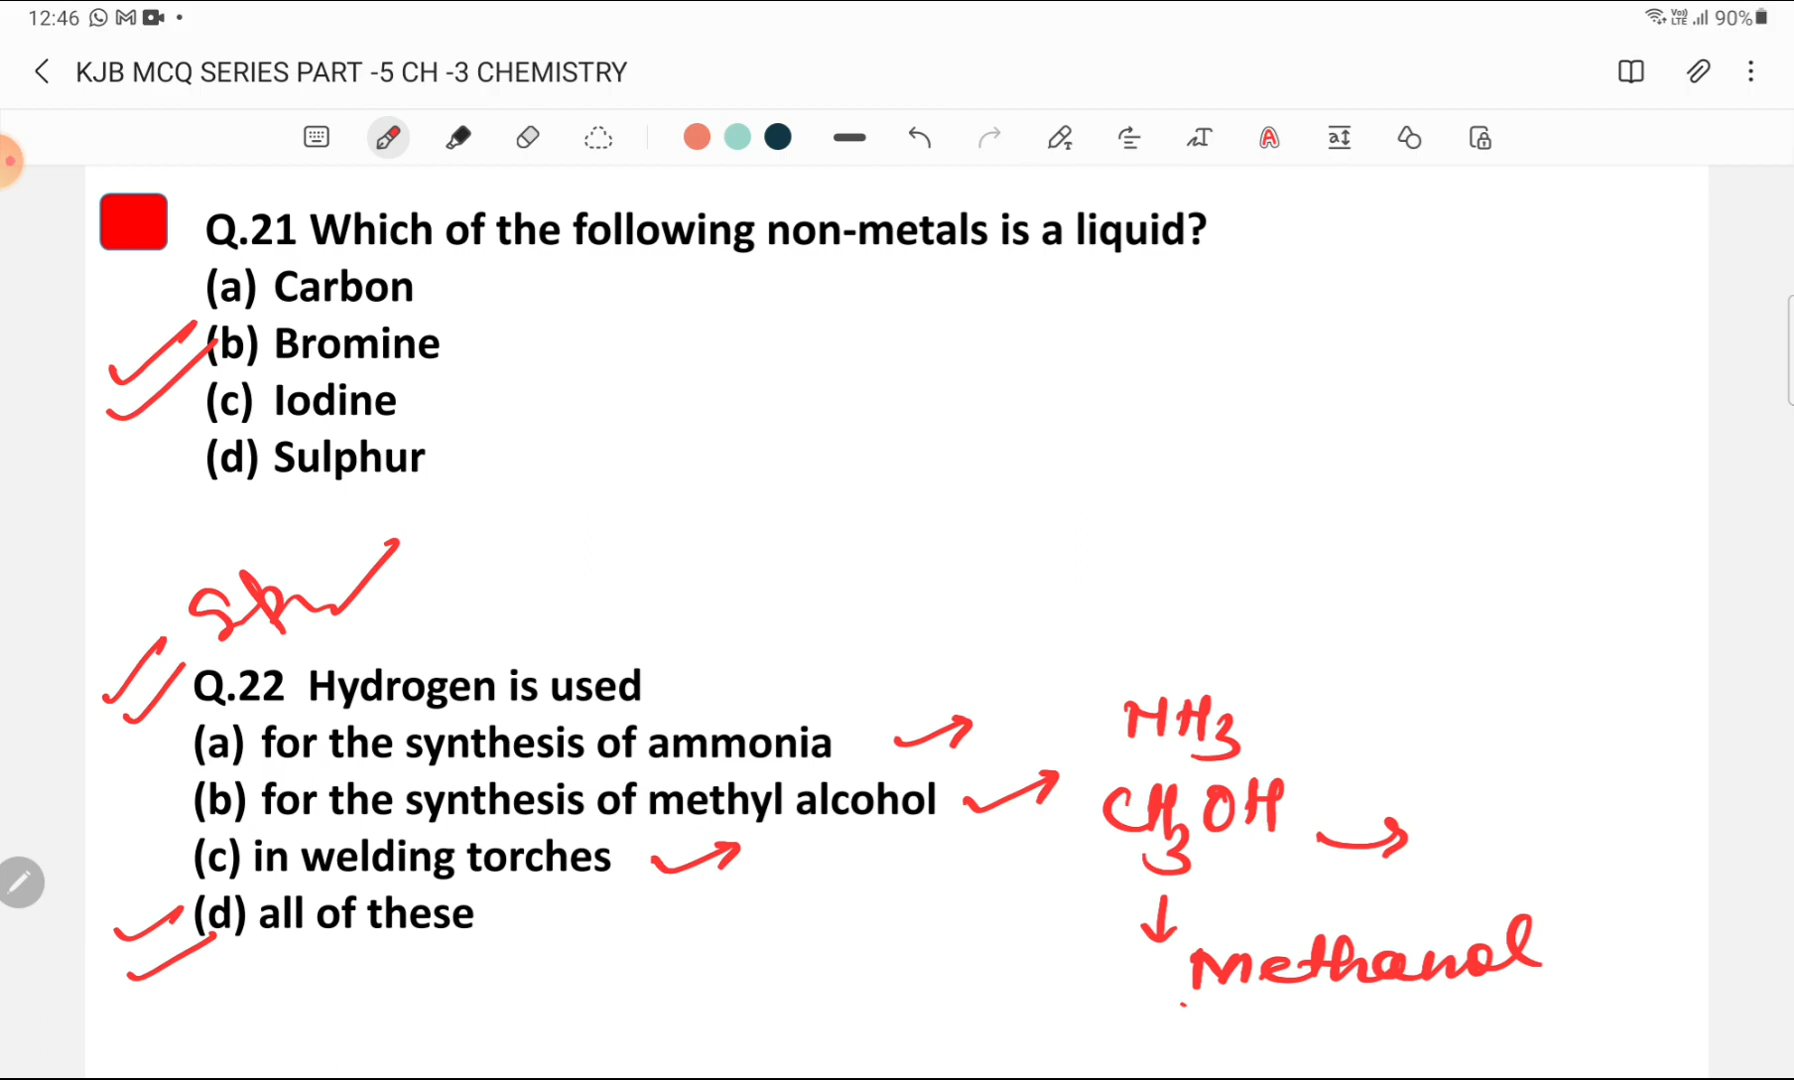 12:46
Vo) LTE 90%
KJB MCQ SERIES PART -5 CH -3 CHEMISTRY
Q.21 Which of the following non-metals is a liquid?
(a) Carbon
(b) Bromine
(c) Iodine
(d) Sulphur
Q.22 Hydrogen is used
(a) for the synthesis of ammonia
NH3
(b) for the synthesis of methyl alcohol
CH3OH
(c) in welding torches
(d) all of these
Methanol